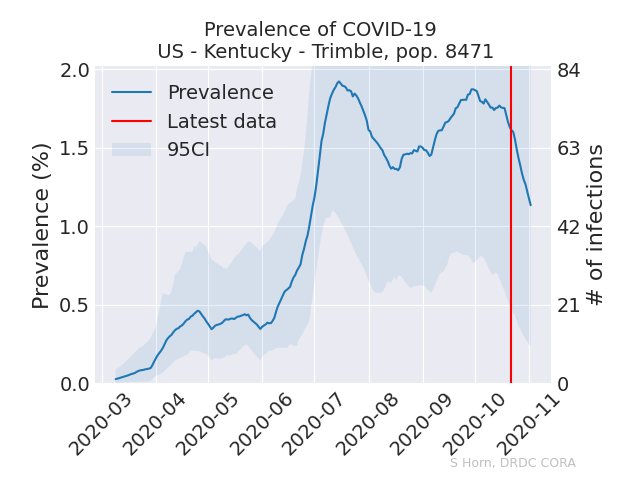 Prevalence of COVID-19
US - Kentucky - Trimble, pop. 8471
Prevalence
Latest data
95CI
Prevalence (%)
2.0
1.5
1.0
0.5
0.0
84
63
42
21
0
# of infections
2020-03
2020-04
2020-05
2020-06
2020-07
2020-08
2020-09
2020-10
2020-11
S Horn, DRDC CORA